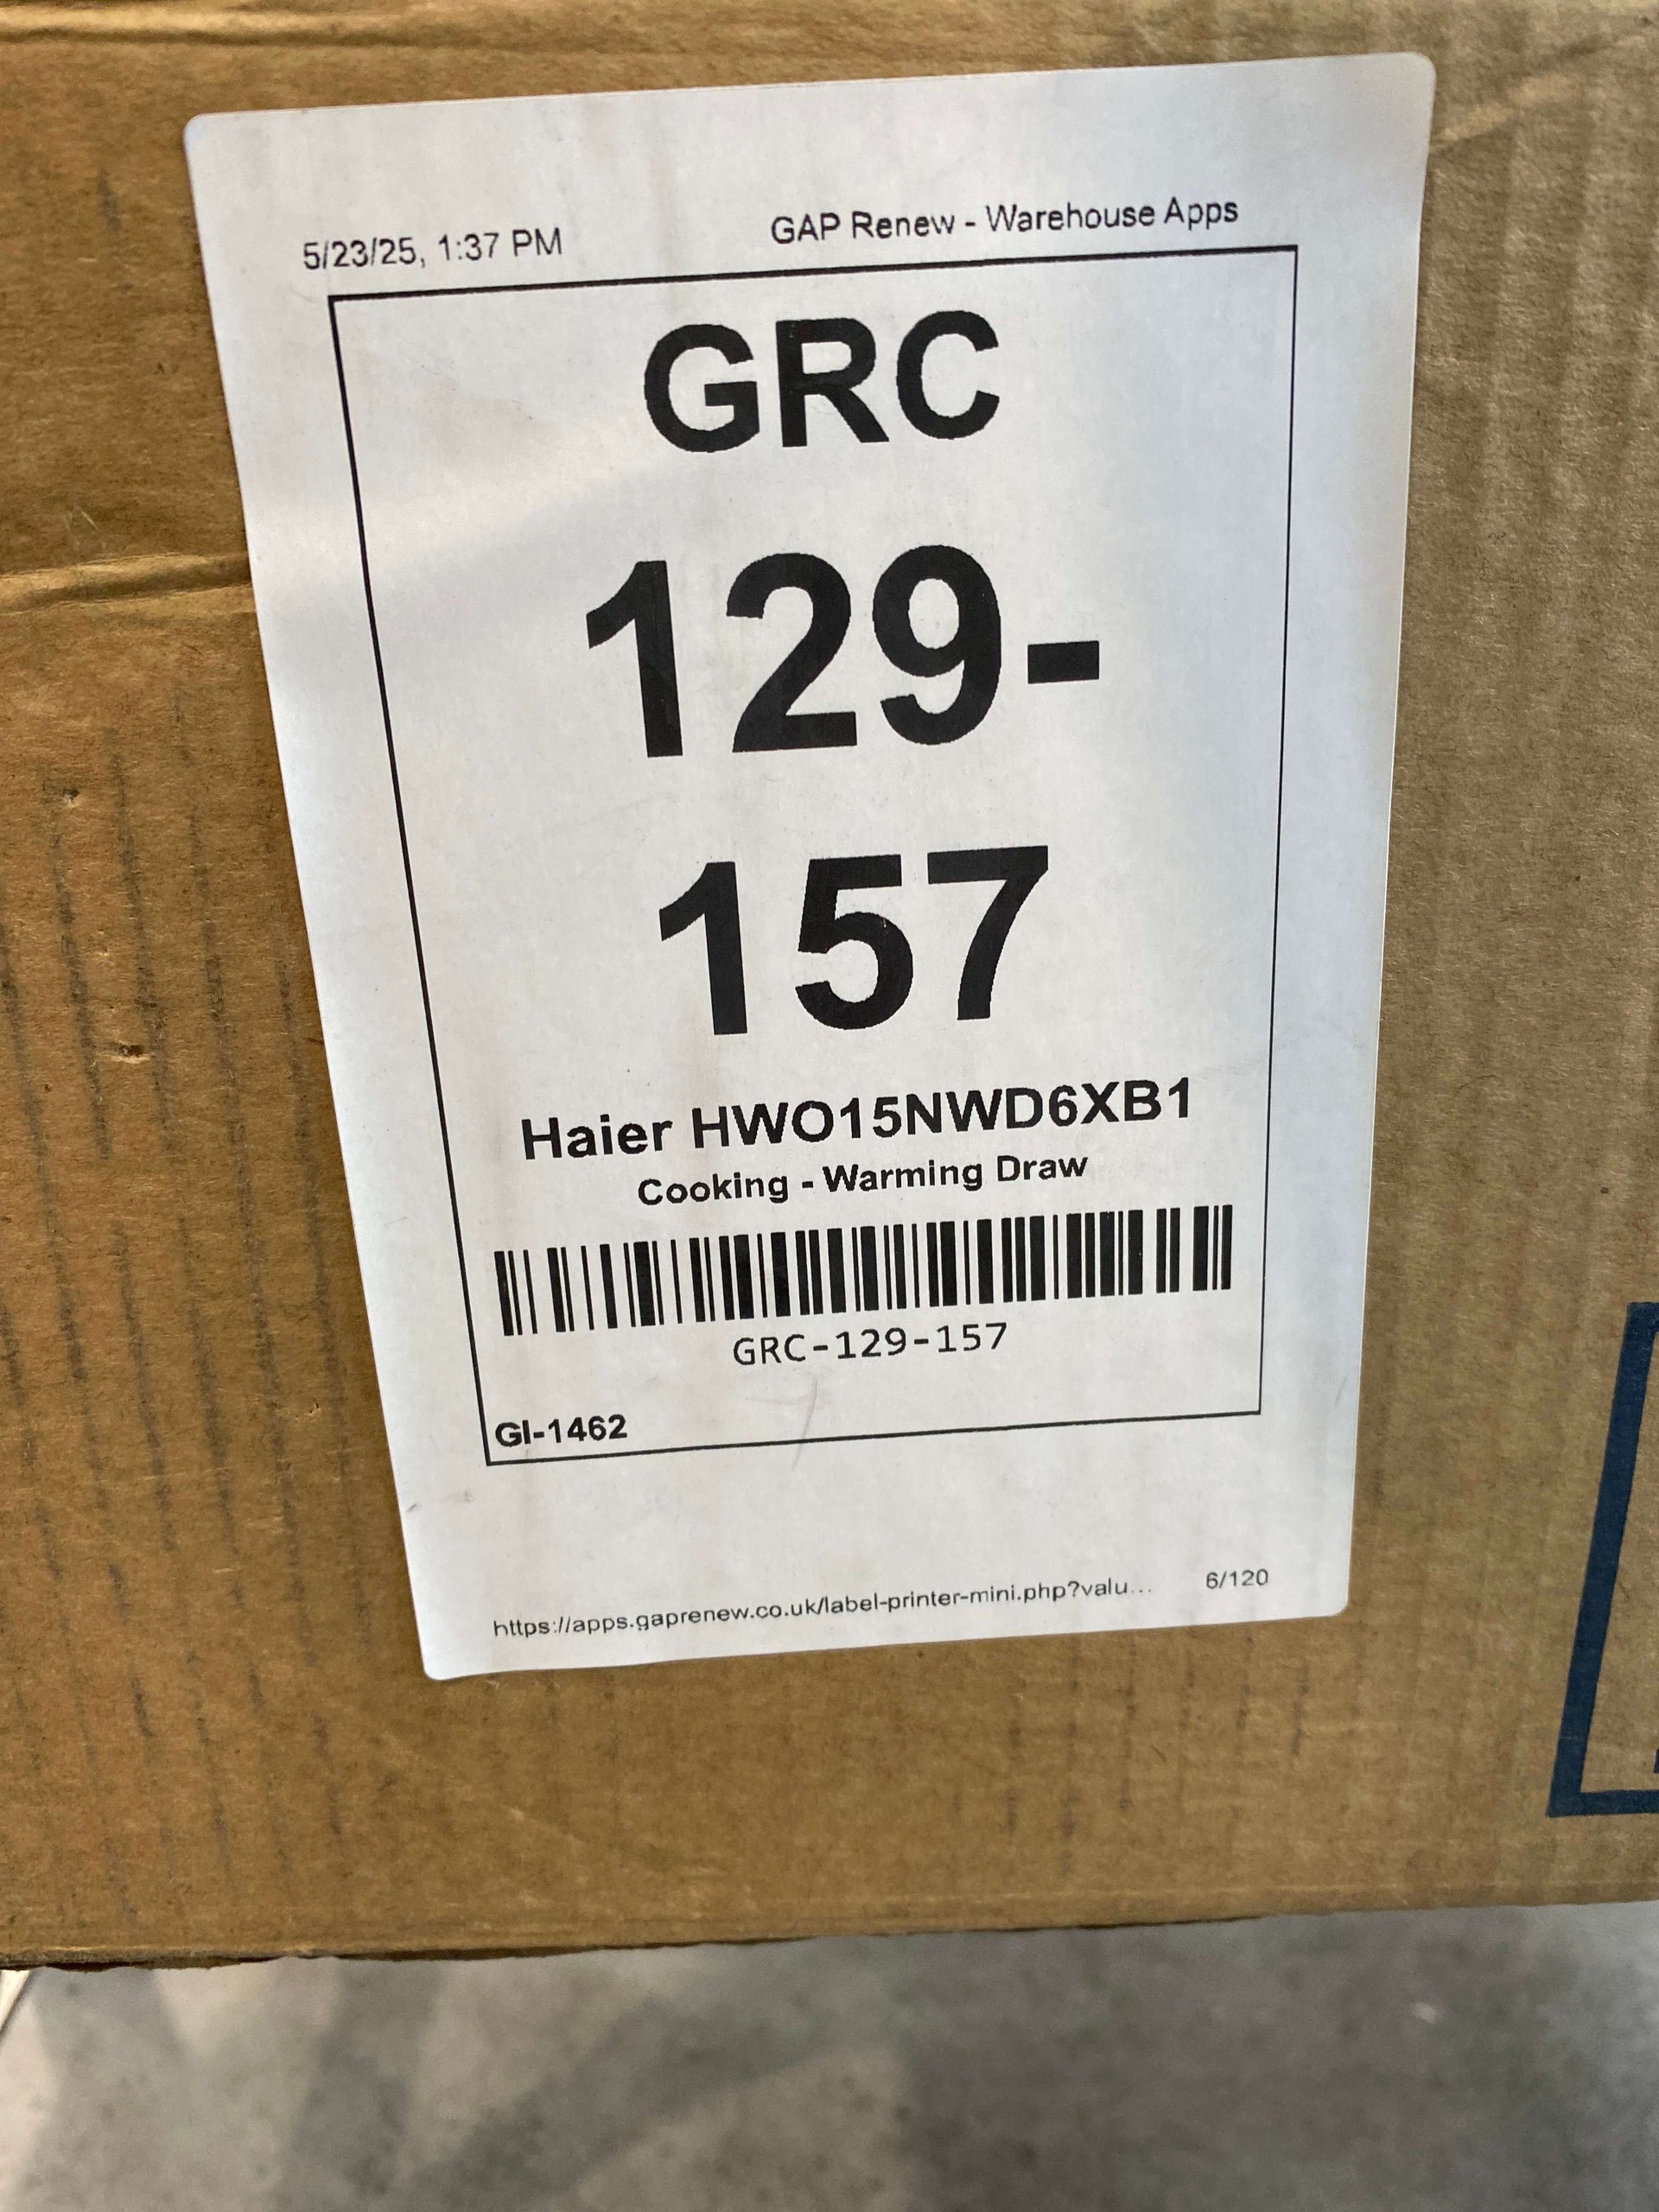 5/23/25, 1:37 PM GAP Renew - Warehouse Apps
GRC
129-
157
Haier HWO15NWD6XB1
Cooking - Warming Draw
GRC-129-157
GI-1462
https://apps.gaprenew.co.uk/label-printer-mini.php?valu... 6/120